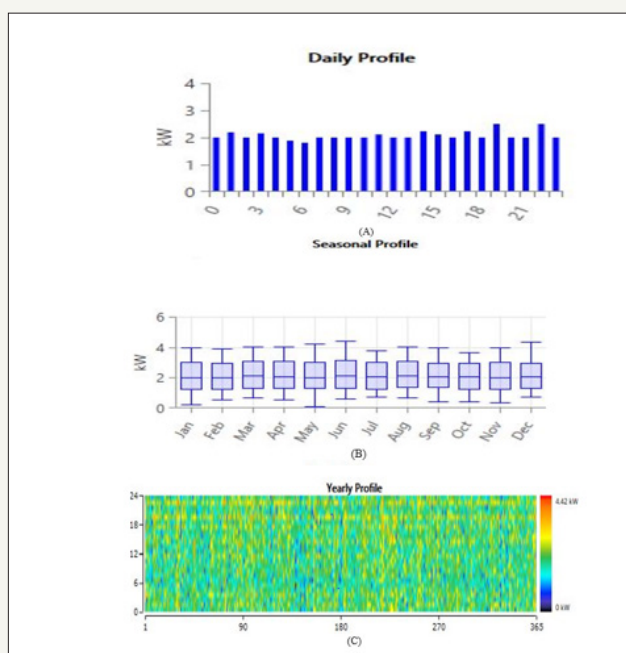 Daily Profile
4
3
2
1
0
kW
0 3 6 9 12 15 18 21
(A)
Seasonal Profile
6
4
2
0
kW
Jan Feb Mar Apr May Jun Jul Aug Sep Oct Nov Dec
(B)
Yearly Profile
24
18
12
6
0
4.42 kW
0 kW
1 90 180 270 365
(C)